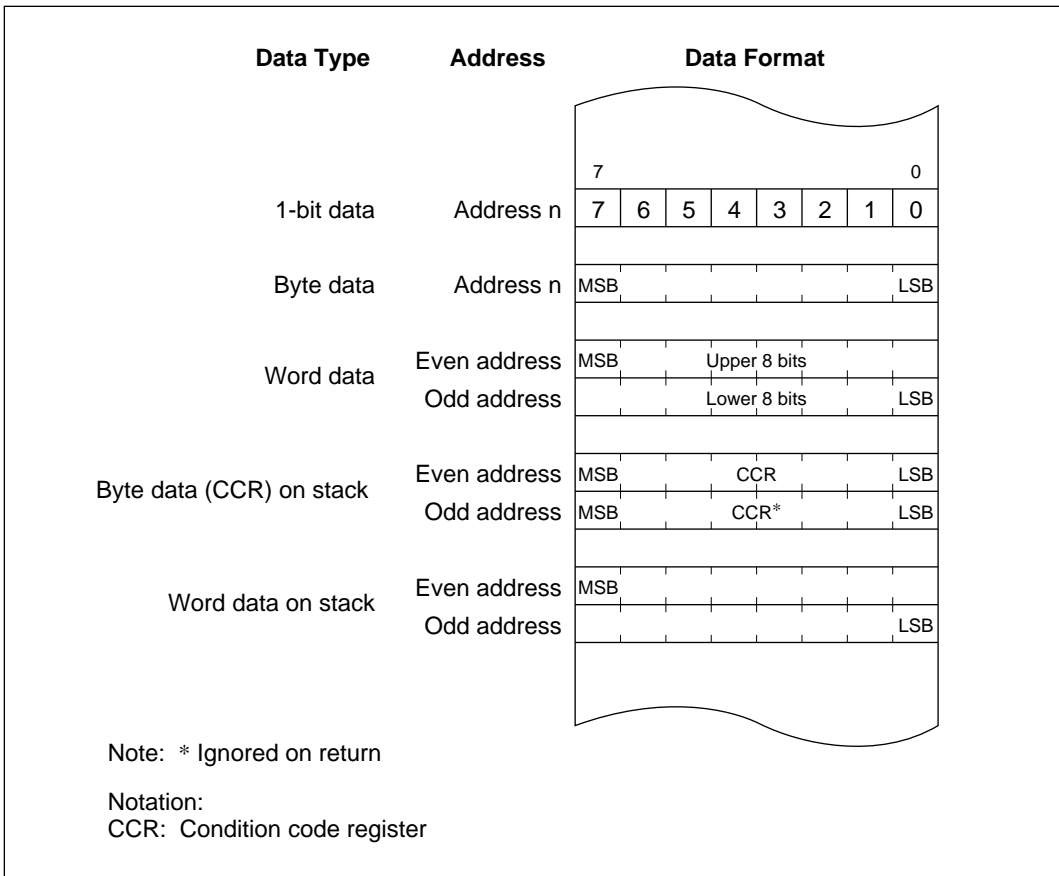 Data Type Address Data Format
7 0
1-bit data Address n 7 6 5 4 3 2 1 0
Byte data Address n MSB LSB
Word data
Even address MSB Upper 8 bits
Odd address Lower 8 bits LSB
Byte data (CCR) on stack
Even address MSB CCR LSB
Odd address MSB CCR* LSB
Word data on stack
Even address MSB
Odd address LSB
Note: * Ignored on return
Notation:
CCR: Condition code register